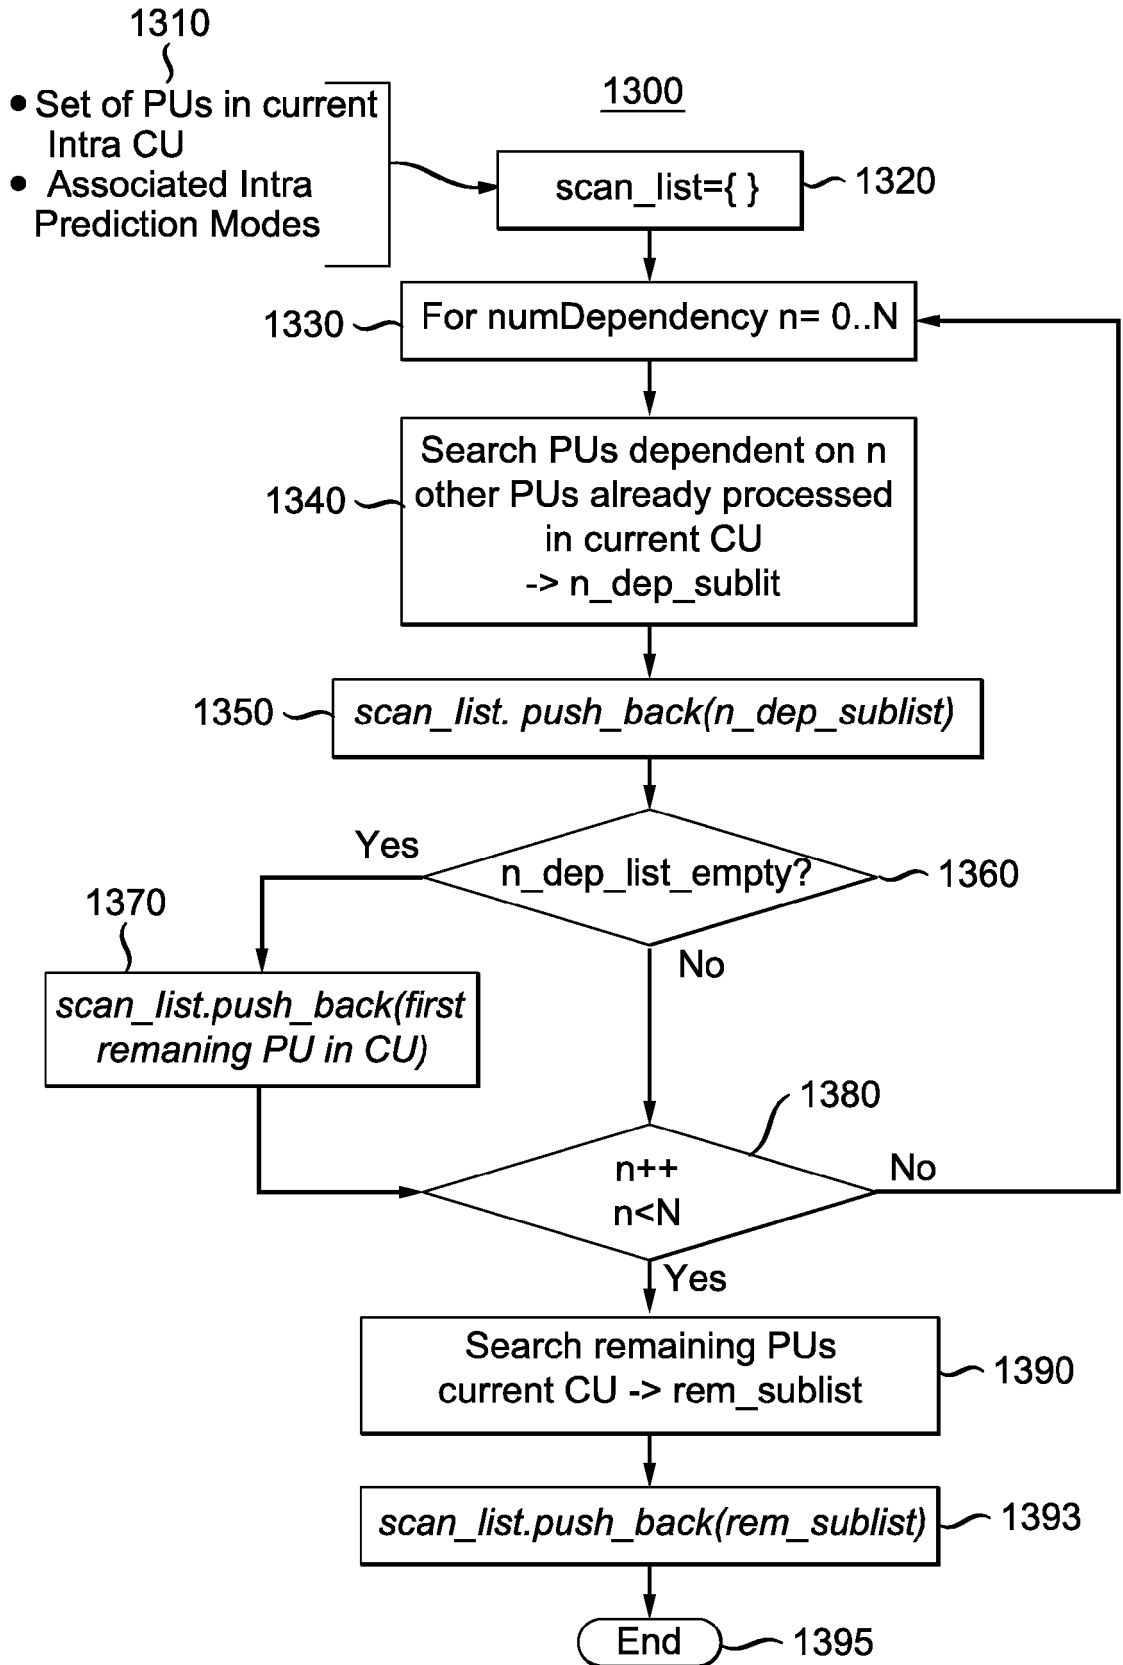 1310
• Set of PUs in current
Intra CU
• Associated Intra
Prediction Modes
1300
scan_list={ }
1320
1330
For numDependency n= 0..N
1340
Search PUs dependent on n
other PUs already processed
in current CU
-> n_dep_sublit
1350
scan_list. push_back(n_dep_sublist)
Yes
n_dep_list_empty?
1360
1370
No
scan_list.push_back(first
remaning PU in CU)
1380
n++
n<N
No
Yes
Search remaining PUs
current CU -> rem_sublist
1390
scan_list.push_back(rem_sublist)
1393
End
1395